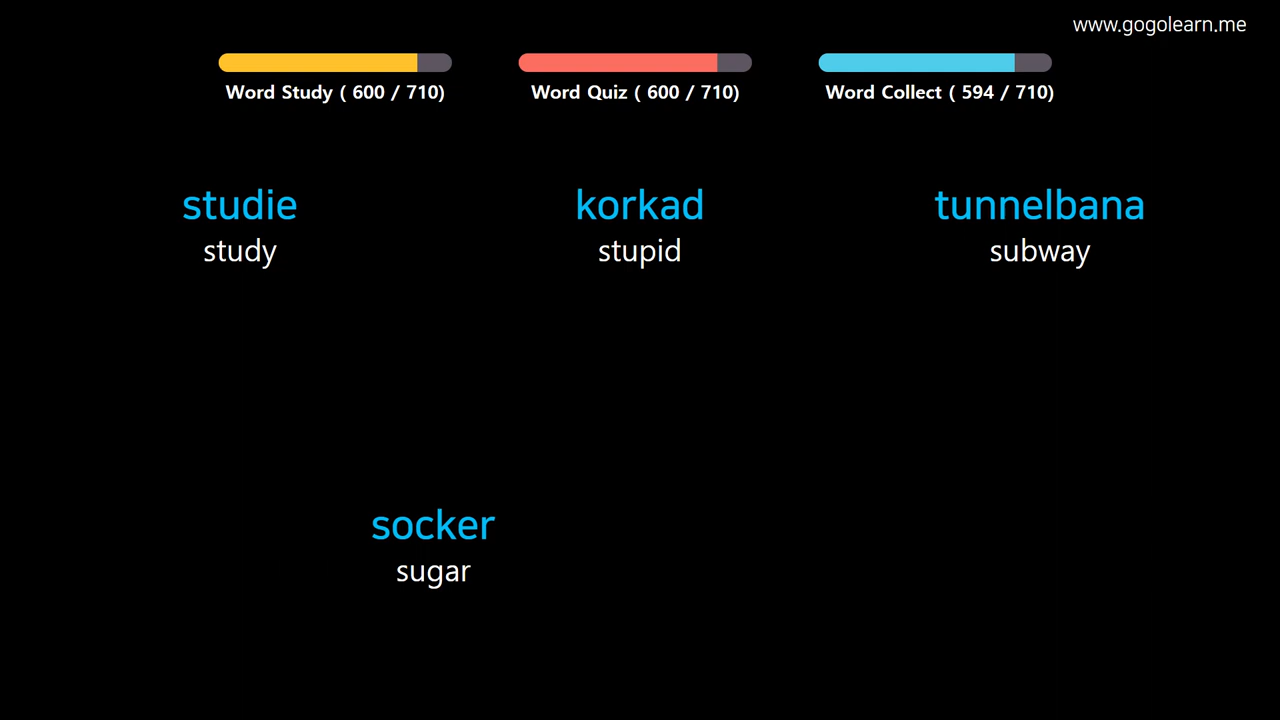 www.gogolearn.me
Word Study ( 600 / 710)
Word Quiz ( 600 / 710)
Word Collect ( 594 / 710)
studie
study
korkad
stupid
tunnelbana
subway
socker
sugar